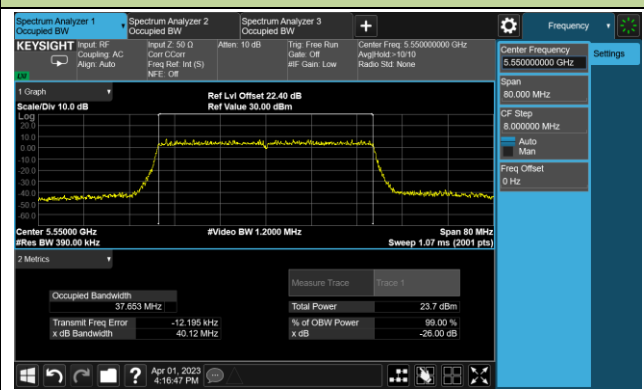 Spectrum Analyzer 1
Occupied BW
Spectrum Analyzer 2
Occupied BW
Spectrum Analyzer 3
Occupied BW
Frequency
KEYSIGHT
Input: RF
Coupling: AC
Align: Auto
Input Z: 50 Ω
Corr CCorr
Freq Ref: Int (S)
NFE: Off
Atten: 10 dB
Trig: Free Run
Gate: Off
#IF Gain: Low
Center Freq: 5.550000000 GHz
Avg|Hold:>10/10
Radio Std: None
Center Frequency
5.550000000 GHz
Settings
Span
80.000 MHz
CF Step
8.000000 MHz
Auto
Man
Freq Offset
0 Hz
1 Graph
Scale/Div 10.0 dB
Ref Lvl Offset 22.40 dB
Ref Value 30.00 dBm
Log
20.0
10.0
0.00
-10.0
-20.0
-30.0
-40.0
-50.0
-60.0
Center 5.55000 GHz
#Res BW 390.00 kHz
#Video BW 1.2000 MHz
Span 80 MHz
Sweep 1.07 ms (2001 pts)
2 Metrics
Measure Trace
Trace 1
Occupied Bandwidth
37.653 MHz
Total Power
23.7 dBm
Transmit Freq Error
-12.195 kHz
% of OBW Power
99.00 %
x dB Bandwidth
40.12 MHz
x dB
-26.00 dB
Apr 01, 2023
4:16:47 PM